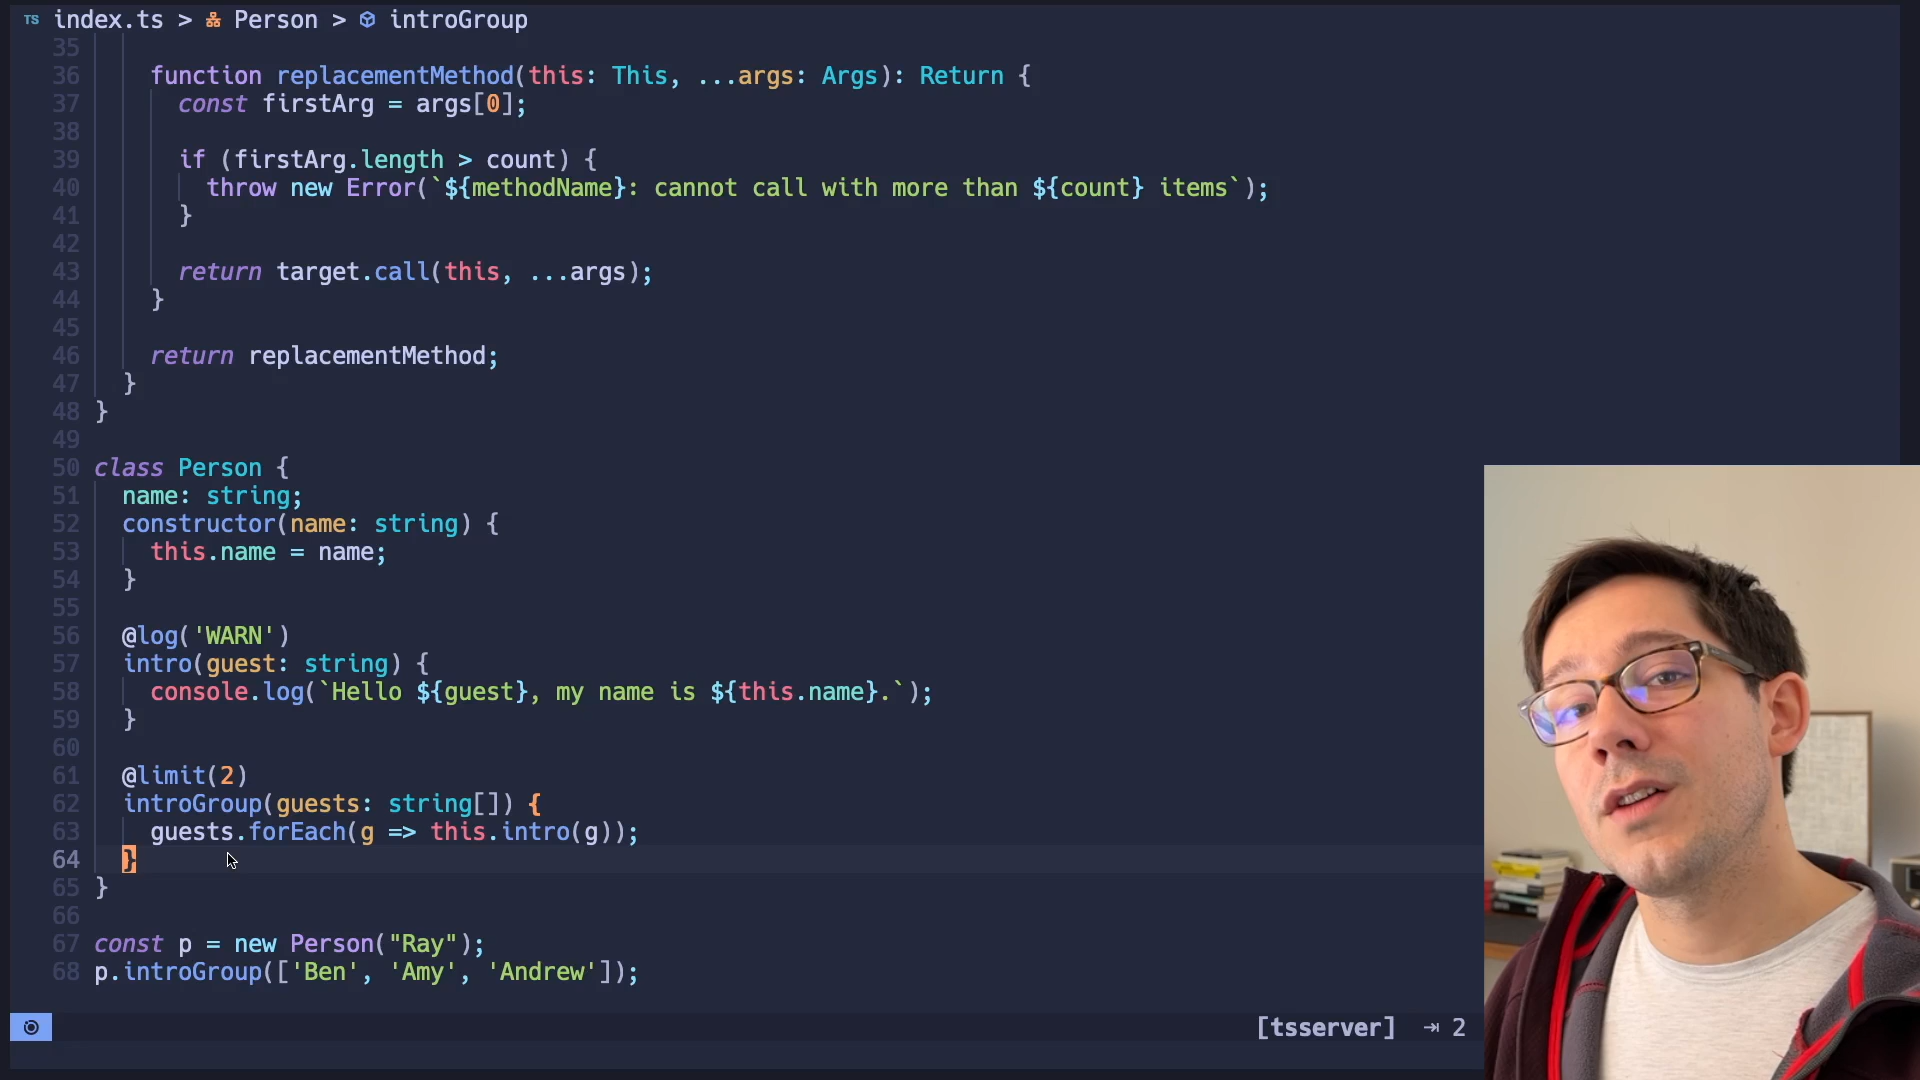 TS index.ts > Person > introGroup
35
36 function replacementMethod(this: This, ...args: Args): Return {
37 const firstArg = args[0];
38
39 if (firstArg.length > count) {
40 throw new Error(`${methodName}: cannot call with more than ${count} items`);
41 }
42
43 return target.call(this, ...args);
44 }
45
46 return replacementMethod;
47 }
48 }
49
50 class Person {
51 name: string;
52 constructor(name: string) {
53 this.name = name;
54 }
55
56 @log('WARN')
57 intro(guest: string) {
58 console.log(`Hello ${guest}, my name is ${this.name}.`);
59 }
60
61 @limit(2)
62 introGroup(guests: string[]) {
63 guests.forEach(g => this.intro(g));
64 }
65 }
66
67 const p = new Person("Ray");
68 p.introGroup(['Ben', 'Amy', 'Andrew']);
[tsserver] ⇥ 2